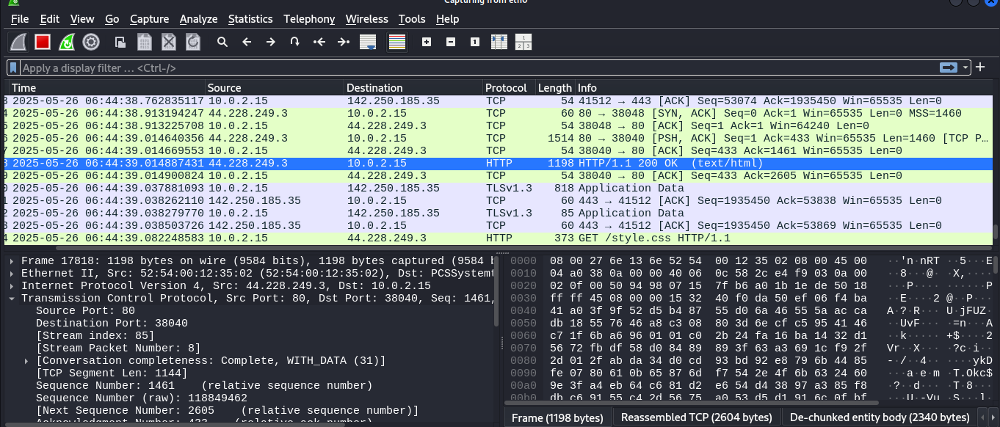 Capturing from eth0
File Edit View Go Capture Analyze Statistics Telephony Wireless Tools Help
Apply a display filter … <Ctrl-/>
Time Source Destination Protocol Length Info
3 2025-05-26 06:44:38.762835117 10.0.2.15 142.250.185.35 TCP 54 41512 → 443 [ACK] Seq=53074 Ack=1935450 Win=65535 Len=0
4 2025-05-26 06:44:38.913194247 44.228.249.3 10.0.2.15 TCP 60 80 → 38048 [SYN, ACK] Seq=0 Ack=1 Win=65535 Len=0 MSS=1460
5 2025-05-26 06:44:38.913225708 10.0.2.15 44.228.249.3 TCP 54 38048 → 80 [ACK] Seq=1 Ack=1 Win=64240 Len=0
6 2025-05-26 06:44:39.014640356 44.228.249.3 10.0.2.15 TCP 1514 80 → 38040 [PSH, ACK] Seq=1 Ack=433 Win=65535 Len=1460 [TCP P…
7 2025-05-26 06:44:39.014669553 10.0.2.15 44.228.249.3 TCP 54 38040 → 80 [ACK] Seq=433 Ack=1461 Win=65535 Len=0
8 2025-05-26 06:44:39.014887431 44.228.249.3 10.0.2.15 HTTP 1198 HTTP/1.1 200 OK (text/html)
9 2025-05-26 06:44:39.014900824 10.0.2.15 44.228.249.3 TCP 54 38040 → 80 [ACK] Seq=433 Ack=2605 Win=65535 Len=0
0 2025-05-26 06:44:39.037881093 10.0.2.15 142.250.185.35 TLSv1.3 818 Application Data
1 2025-05-26 06:44:39.038262110 142.250.185.35 10.0.2.15 TCP 60 443 → 41512 [ACK] Seq=1935450 Ack=53838 Win=65535 Len=0
2 2025-05-26 06:44:39.038279770 10.0.2.15 142.250.185.35 TLSv1.3 85 Application Data
3 2025-05-26 06:44:39.038503726 142.250.185.35 10.0.2.15 TCP 60 443 → 41512 [ACK] Seq=1935450 Ack=53869 Win=65535 Len=0
4 2025-05-26 06:44:39.082248583 10.0.2.15 44.228.249.3 HTTP 373 GET /style.css HTTP/1.1
Frame 17818: 1198 bytes on wire (9584 bits), 1198 bytes captured (9584 b
Ethernet II, Src: 52:54:00:12:35:02 (52:54:00:12:35:02), Dst: PCSSystemt
Internet Protocol Version 4, Src: 44.228.249.3, Dst: 10.0.2.15
Transmission Control Protocol, Src Port: 80, Dst Port: 38040, Seq: 1461,
Source Port: 80
Destination Port: 38040
[Stream index: 85]
[Stream Packet Number: 8]
[Conversation completeness: Complete, WITH_DATA (31)]
[TCP Segment Len: 1144]
Sequence Number: 1461 (relative sequence number)
Sequence Number (raw): 118849462
[Next Sequence Number: 2605 (relative sequence number)]
Acknowledgment Number: 433 (relative ack number)
0000 08 00 27 6e 13 6e 52 54 00 12 35 02 08 00 45 00 ··'n·nRT ··5···E·
0010 04 a0 38 0a 00 00 40 06 0c 58 2c e4 f9 03 0a 00 ··8···@· ·X,·····
0020 02 0f 00 50 94 98 07 15 7f b6 a0 1b 1e de 50 18 ···P···· ······P·
0030 ff ff 45 08 00 00 15 32 40 f0 da 50 ef 06 f4 ba ··E····2 @··P····
0040 41 a0 3f 9f 52 d5 b4 87 55 d0 6a 46 55 5a ac ca A·?·R··· U·jFUZ··
0050 db 18 55 76 46 a8 c3 08 80 3d 6e cf c5 95 41 46 ··UvF··· ·=n···AF
0060 c7 1f 6b a6 96 01 01 c0 2b 24 fa 16 ba 14 32 d1 ··k····· +$····2·
0070 56 72 fb df 58 d0 84 89 89 3f 63 a3 69 1c f9 2f Vr··X··· ·?c·i··/
0080 2d 01 2f ab da 34 d0 cd 93 bd 92 e8 79 6b 44 85 -·/··4·· ····ykD·
0090 fe 07 80 61 0b 65 87 6d f7 54 2e 4f 6b 63 24 60 ···a·e·m ·T.Okc$`
00a0 9e 3f a4 eb 64 c6 81 d2 e6 54 d4 38 97 a3 85 f8 ·?··d··· ·T·8····
db c6 91 55 c4 2d 56 75 a0 53 d5 d1 91 6c 0f bf ···U·-Vu ·S···l··
Frame (1198 bytes) Reassembled TCP (2604 bytes) De-chunked entity body (2340 bytes)